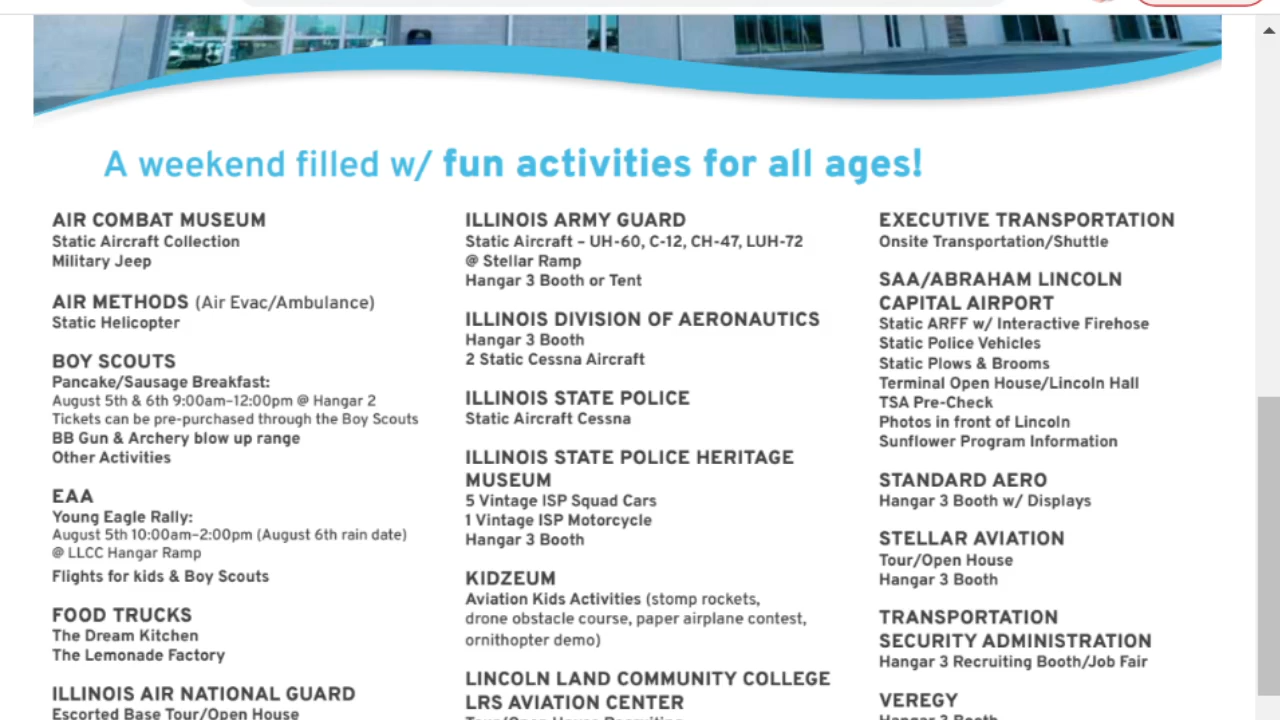 A weekend filled w/ fun activities for all ages!
AIR COMBAT MUSEUM
Static Aircraft Collection
Military Jeep
AIR METHODS (Air Evac/Ambulance)
Static Helicopter
BOY SCOUTS
Pancake/Sausage Breakfast:
August 5th & 6th 9:00am–12:00pm @ Hangar 2
Tickets can be pre-purchased through the Boy Scouts
BB Gun & Archery blow up range
Other Activities
EAA
Young Eagle Rally:
August 5th 10:00am–2:00pm (August 6th rain date)
@ LLCC Hangar Ramp
Flights for kids & Boy Scouts
FOOD TRUCKS
The Dream Kitchen
The Lemonade Factory
ILLINOIS AIR NATIONAL GUARD
Escorted Base Tour/Open House
ILLINOIS ARMY GUARD
Static Aircraft – UH-60, C-12, CH-47, LUH-72
@ Stellar Ramp
Hangar 3 Booth or Tent
ILLINOIS DIVISION OF AERONAUTICS
Hangar 3 Booth
2 Static Cessna Aircraft
ILLINOIS STATE POLICE
Static Aircraft Cessna
ILLINOIS STATE POLICE HERITAGE
MUSEUM
5 Vintage ISP Squad Cars
1 Vintage ISP Motorcycle
Hangar 3 Booth
KIDZEUM
Aviation Kids Activities (stomp rockets,
drone obstacle course, paper airplane contest,
ornithopter demo)
LINCOLN LAND COMMUNITY COLLEGE
LRS AVIATION CENTER
Tour/Open House Recruiting
EXECUTIVE TRANSPORTATION
Onsite Transportation/Shuttle
SAA/ABRAHAM LINCOLN
CAPITAL AIRPORT
Static ARFF w/ Interactive Firehose
Static Police Vehicles
Static Plows & Brooms
Terminal Open House/Lincoln Hall
TSA Pre-Check
Photos in front of Lincoln
Sunflower Program Information
STANDARD AERO
Hangar 3 Booth w/ Displays
STELLAR AVIATION
Tour/Open House
Hangar 3 Booth
TRANSPORTATION
SECURITY ADMINISTRATION
Hangar 3 Recruiting Booth/Job Fair
VEREGY
Hangar 3 Booth